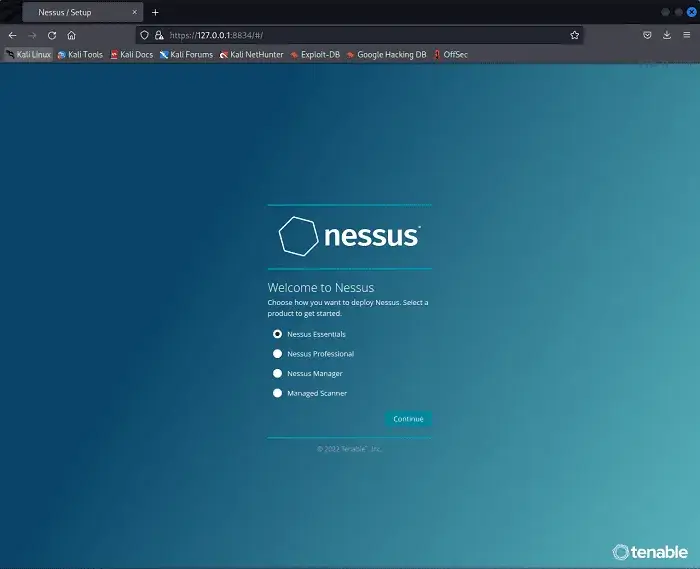 Nessus / Setup
https://127.0.0.1:8834/#/
Kali Linux Kali Tools Kali Docs Kali Forums Kali NetHunter Exploit-DB Google Hacking DB OffSec
nessus
Welcome to Nessus
Choose how you want to deploy Nessus. Select a
product to get started.
Nessus Essentials
Nessus Professional
Nessus Manager
Managed Scanner
Continue
© 2022 Tenable™, Inc.
tenable